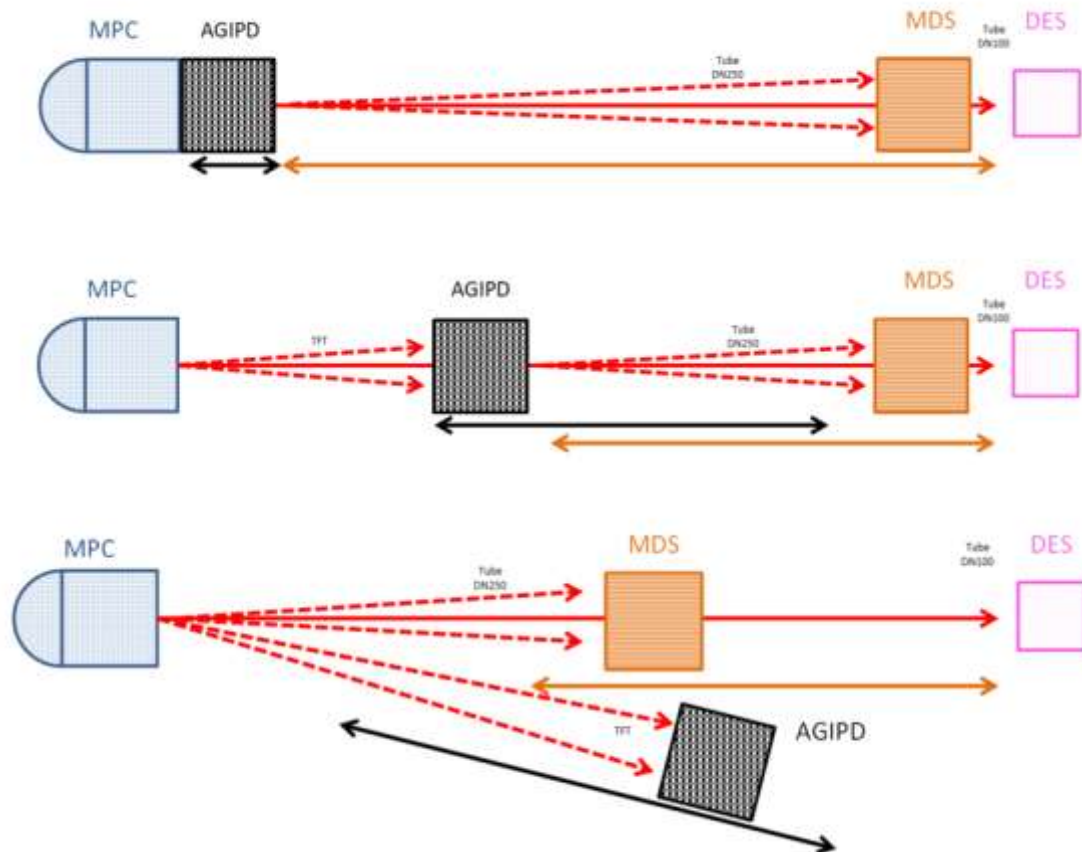 MPC
AGIPD
MDS
Tube
DN100
DES
Tube
DN250
MPC
AGIPD
MDS
DES
Tube
DN100
TFT
Tube
DN250
MPC
MDS
Tube
DN100
DES
Tube
DN250
TFT
AGIPD